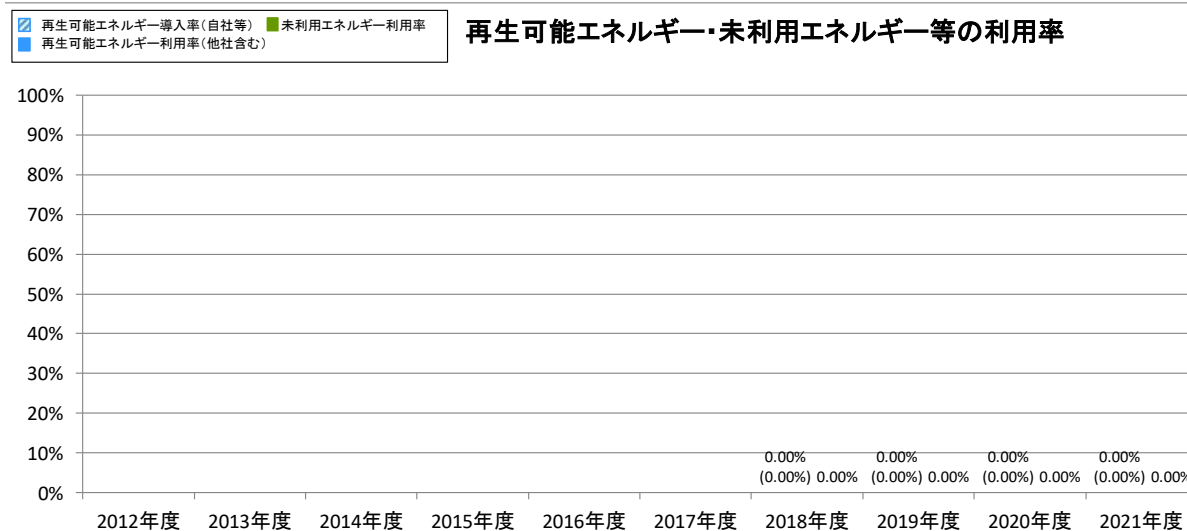 再生可能エネルギー導入率（自社等） 未利用エネルギー利用率
再生可能エネルギー利用率（他社含む）
再生可能エネルギー・未利用エネルギー等の利用率
100%
90%
80%
70%
60%
50%
40%
30%
20%
10%
0%
0.00% 0.00% 0.00% 0.00%
(0.00%) 0.00% (0.00%) 0.00% (0.00%) 0.00% (0.00%) 0.00%
2012年度 2013年度 2014年度 2015年度 2016年度 2017年度 2018年度 2019年度 2020年度 2021年度